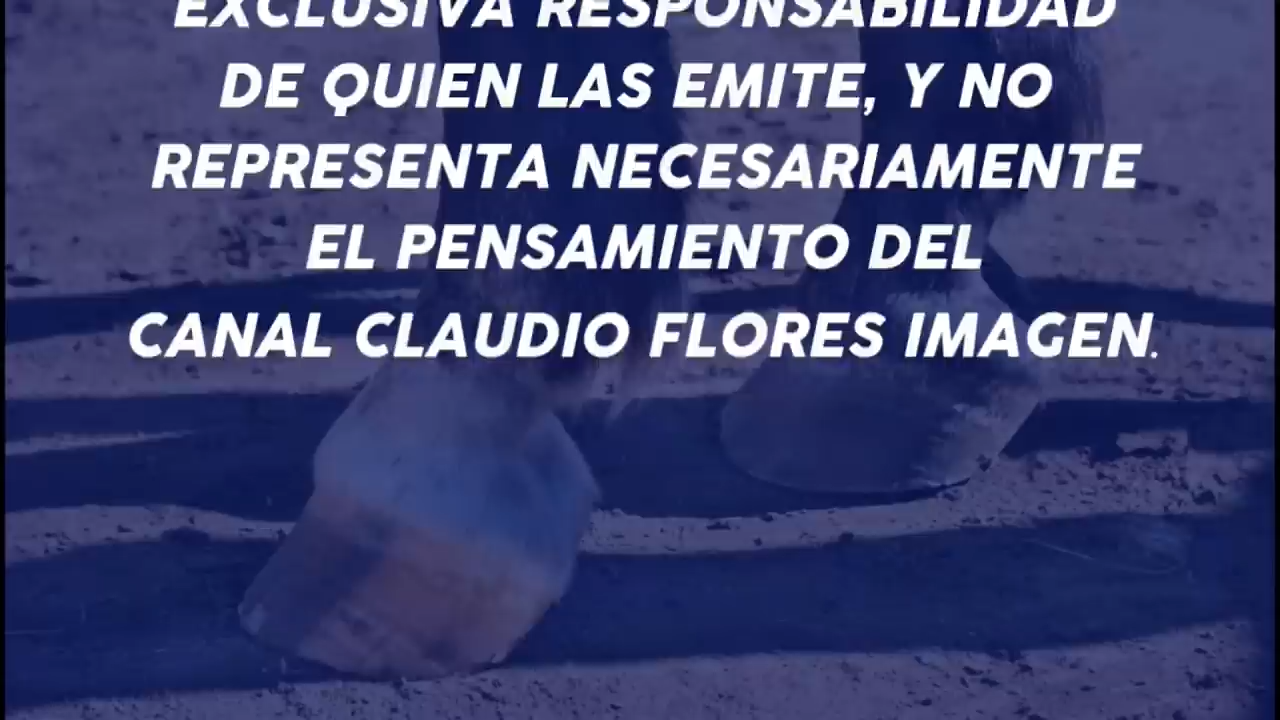 EXCLUSIVA RESPONSABILIDAD
DE QUIEN LAS EMITE, Y NO
REPRESENTA NECESARIAMENTE
EL PENSAMIENTO DEL
CANAL CLAUDIO FLORES IMAGEN.